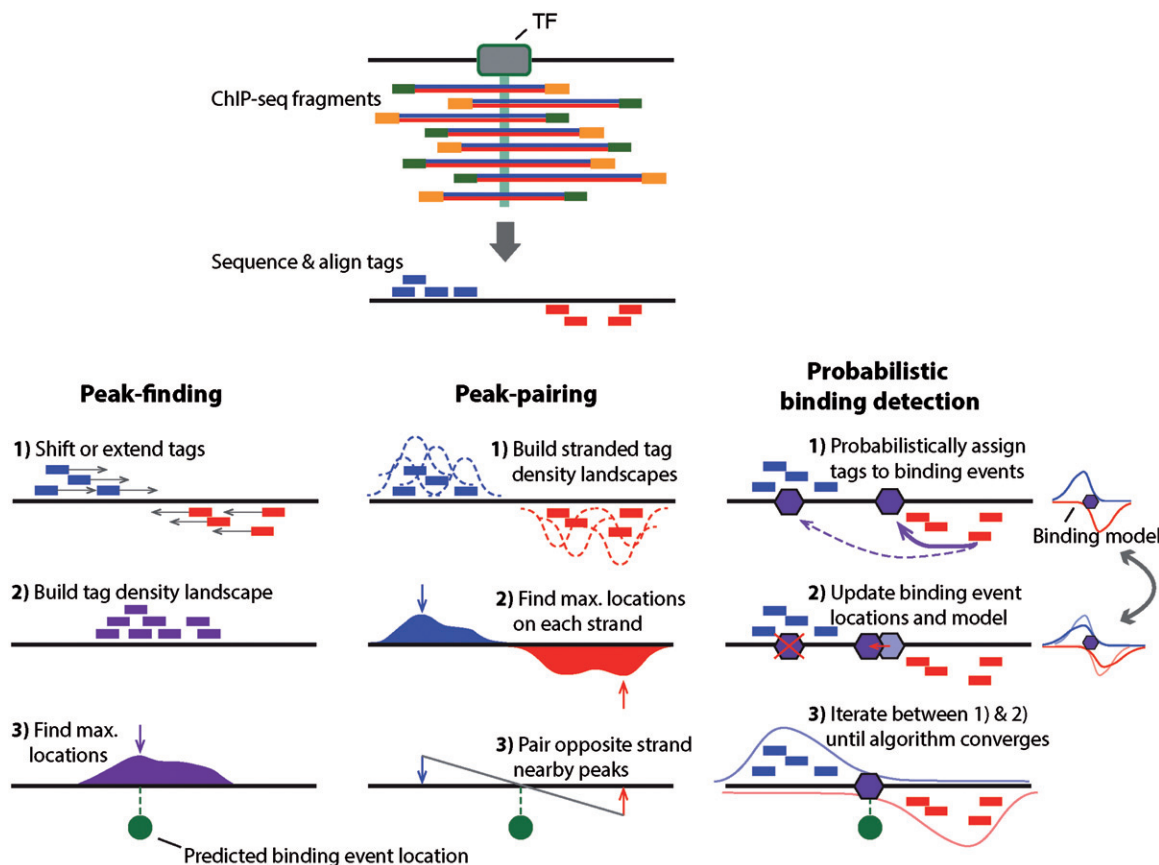 TF
ChIP-seq fragments
Sequence & align tags
Peak-finding
1) Shift or extend tags
2) Build tag density landscape
3) Find max.
locations
Predicted binding event location
Peak-pairing
1) Build stranded tag
density landscapes
2) Find max. locations
on each strand
3) Pair opposite strand
nearby peaks
Probabilistic
binding detection
1) Probabilistically assign
tags to binding events
Binding model
2) Update binding event
locations and model
3) Iterate between 1) & 2)
until algorithm converges